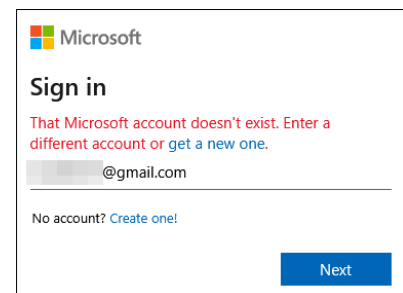 Microsoft
Sign in
That Microsoft account doesn't exist. Enter a
different account or get a new one.
@gmail.com
No account? Create one!
Next